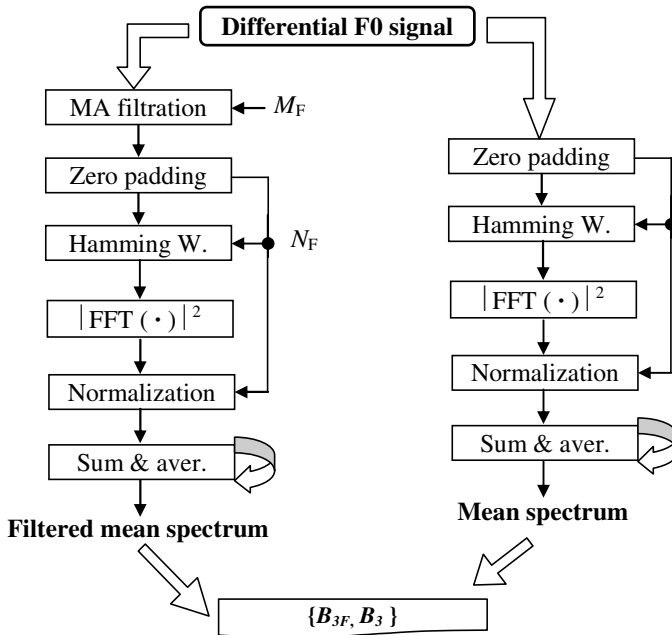 Differential F0 signal
MA filtration
M_F
Zero padding
Hamming W.
N_F
|FFT (·)|²
Normalization
Sum & aver.
Filtered mean spectrum
Zero padding
Hamming W.
|FFT (·)|²
Normalization
Sum & aver.
Mean spectrum
{B_3F, B_3 }